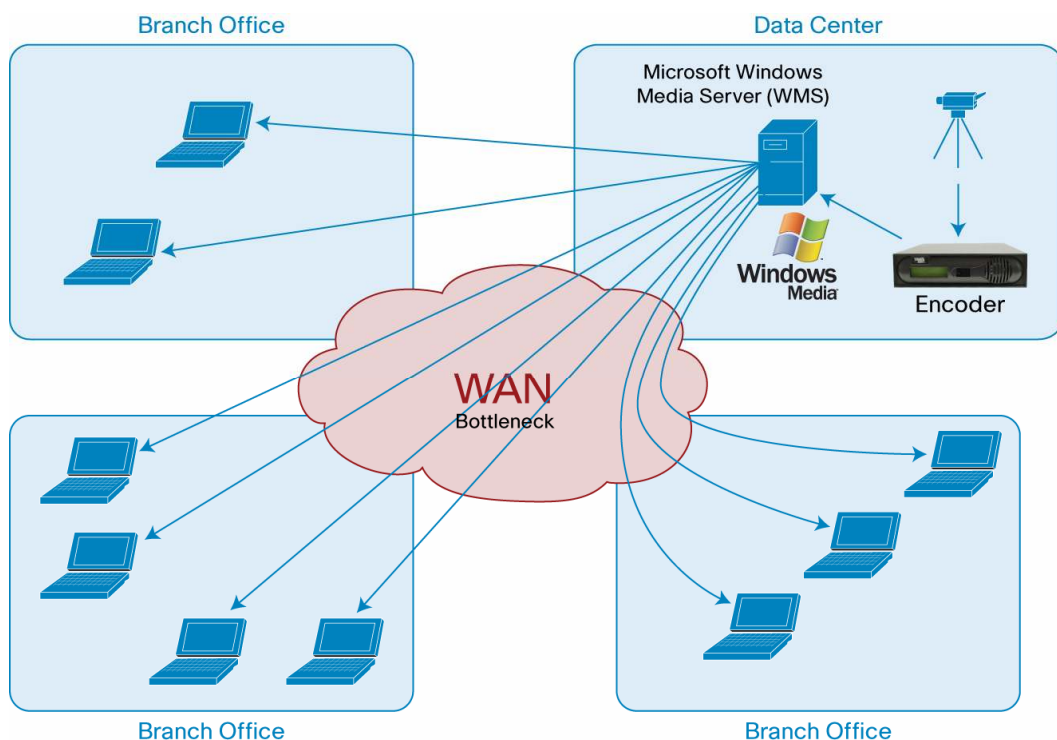 Branch Office
Data Center
Microsoft Windows
Media Server (WMS)
Windows
Media
Encoder
WAN
Bottleneck
Branch Office
Branch Office